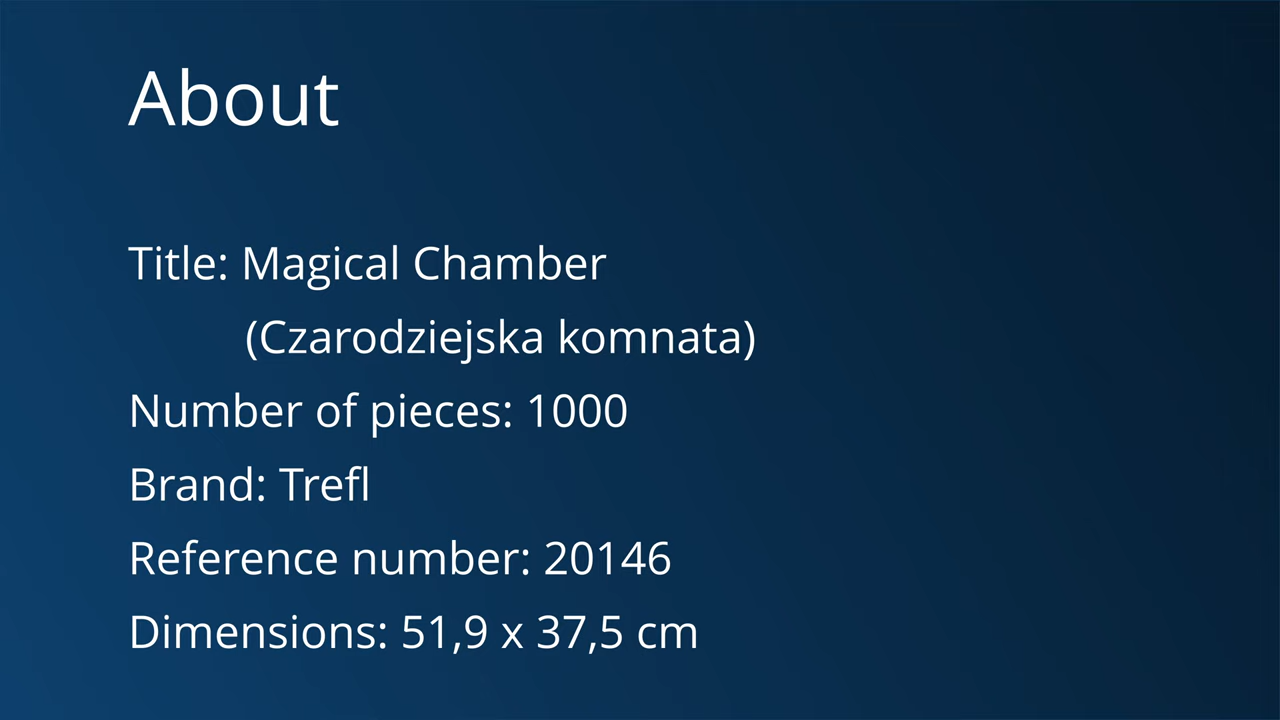 About
Title: Magical Chamber
(Czarodziejska komnata)
Number of pieces: 1000
Brand: Trefl
Reference number: 20146
Dimensions: 51,9 x 37,5 cm